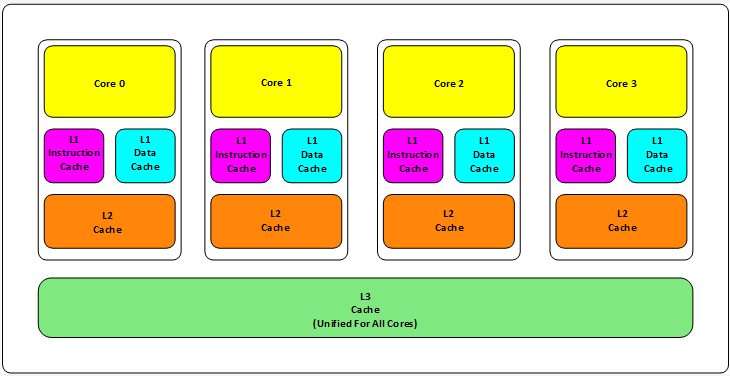 Core 0
Core 1
Core 2
Core 3
L1
Instruction
Cache
L1
Data
Cache
L1
Instruction
Cache
L1
Data
Cache
L1
Instruction
Cache
L1
Data
Cache
L1
Instruction
Cache
L1
Data
Cache
L2
Cache
L2
Cache
L2
Cache
L2
Cache
L3
Cache
(Unified For All Cores)